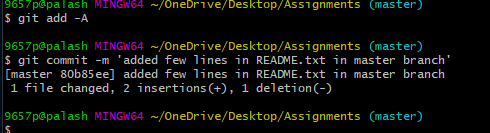 9657p@palash MINGW64 ~/OneDrive/Desktop/Assignments (master)
$ git add -A
9657p@palash MINGW64 ~/OneDrive/Desktop/Assignments (master)
$ git commit -m 'added few lines in README.txt in master branch'
[master 80b85ee] added few lines in README.txt in master branch
 1 file changed, 2 insertions(+), 1 deletion(-)
9657p@palash MINGW64 ~/OneDrive/Desktop/Assignments (master)
$